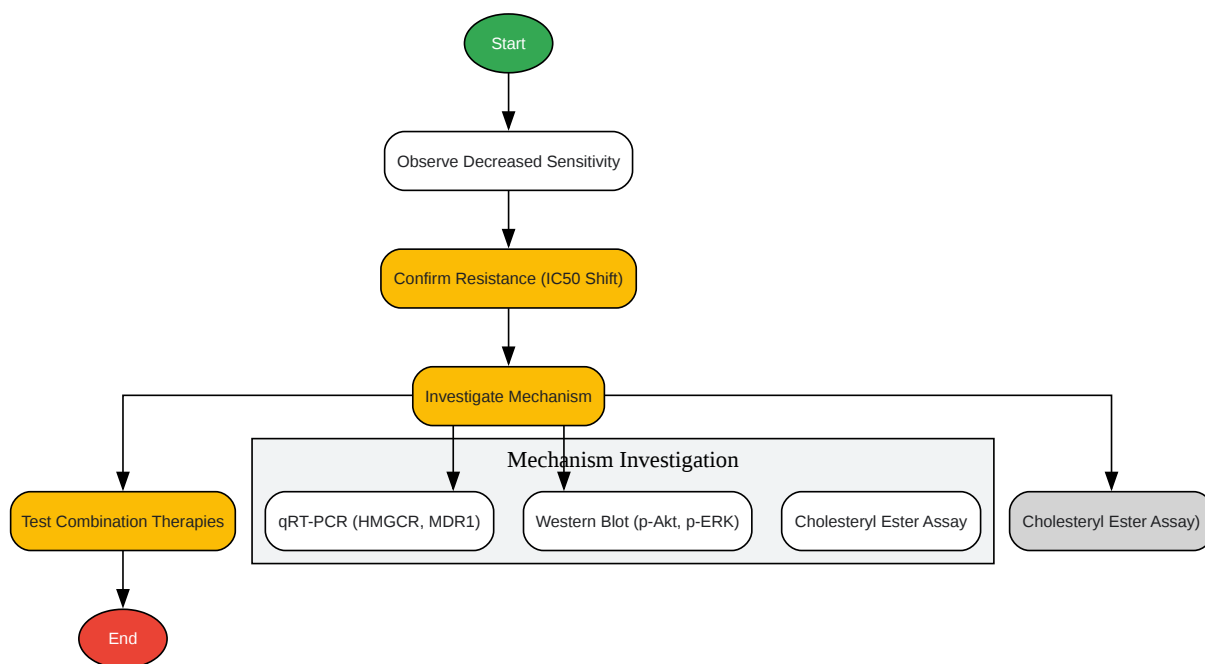 Start
Observe Decreased Sensitivity
Confirm Resistance (IC50 Shift)
Investigate Mechanism
Mechanism Investigation
Test Combination Therapies
qRT-PCR (HMGCR, MDR1)
Western Blot (p-Akt, p-ERK)
Cholesteryl Ester Assay
Cholesteryl Ester Assay)
End